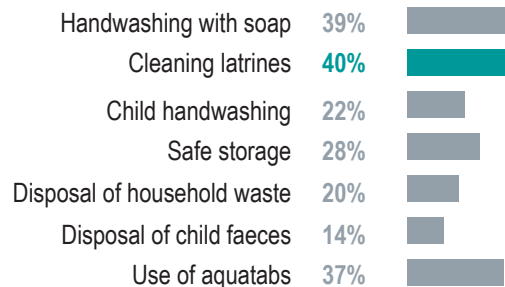 Handwashing with soap 39%
Cleaning latrines 40%
Child handwashing 22%
Safe storage 28%
Disposal of household waste 20%
Disposal of child faeces 14%
Use of aquatabs 37%